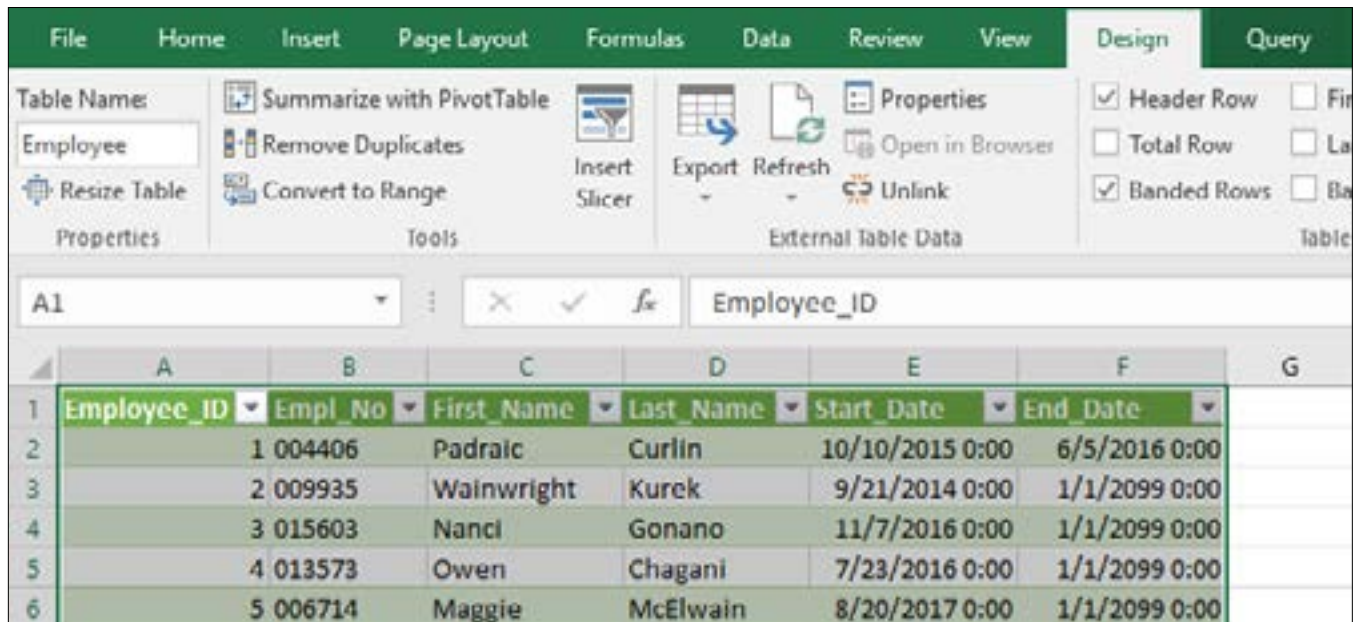 File Home Insert Page Layout Formulas Data Review View Design Query
Table Name:
Employee
Resize Table
Properties
Summarize with PivotTable
Remove Duplicates
Convert to Range
Tools
Insert
Slicer
Export
Refresh
Properties
Open in Browser
Unlink
External Table Data
Header Row
Total Row
Banded Rows
Fir
La
Ba
Table
A1
fx
Employee_ID
A B C D E F G
1 Employee_ID Empl_No First_Name Last_Name Start_Date End_Date
2 1 004406 Padraic Curlin 10/10/2015 0:00 6/5/2016 0:00
3 2 009935 Wainwright Kurek 9/21/2014 0:00 1/1/2099 0:00
4 3 015603 Nanci Gonano 11/7/2016 0:00 1/1/2099 0:00
5 4 013573 Owen Chagani 7/23/2016 0:00 1/1/2099 0:00
6 5 006714 Maggie McElwain 8/20/2017 0:00 1/1/2099 0:00